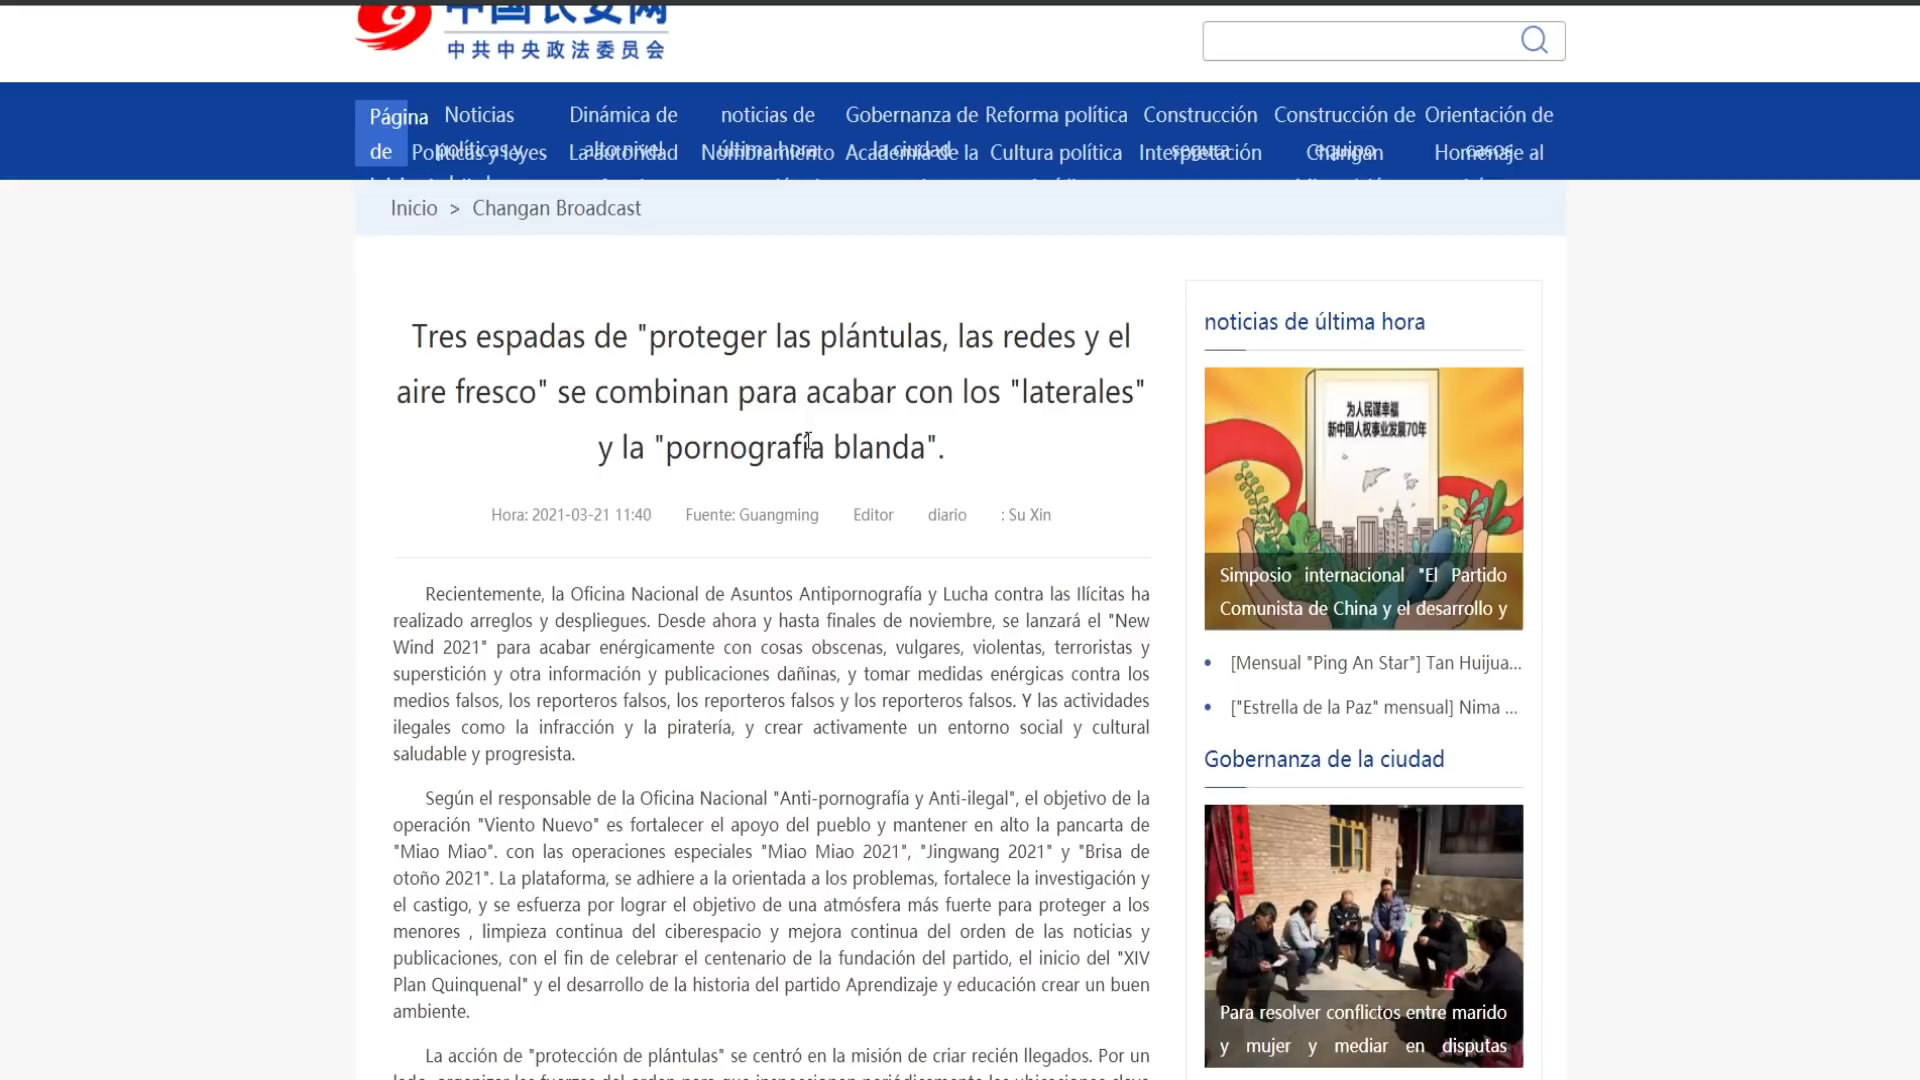 中国长安网
中共中央政法委员会
Página Noticias Dinámica de noticias de Gobernanza de Reforma política Construcción Construcción de Orientación de
de políticas y alto nivel última hora la ciudad segura equipo casos
Políticas y leyes La autoridad Nombramiento Academia de la Cultura política Interpretación Changan Homenaje al
Inicio > Changan Broadcast
Tres espadas de "proteger las plántulas, las redes y el
aire fresco" se combinan para acabar con los "laterales"
y la "pornografía blanda".
Hora: 2021-03-21 11:40 Fuente: Guangming Editor diario : Su Xin
Recientemente, la Oficina Nacional de Asuntos Antipornografía y Lucha contra las Ilícitas ha
realizado arreglos y despliegues. Desde ahora y hasta finales de noviembre, se lanzará el "New
Wind 2021" para acabar enérgicamente con cosas obscenas, vulgares, violentas, terroristas y
superstición y otra información y publicaciones dañinas, y tomar medidas enérgicas contra los
medios falsos, los reporteros falsos, los reporteros falsos y los reporteros falsos. Y las actividades
ilegales como la infracción y la piratería, y crear activamente un entorno social y cultural
saludable y progresista.
Según el responsable de la Oficina Nacional "Anti-pornografía y Anti-ilegal", el objetivo de la
operación "Viento Nuevo" es fortalecer el apoyo del pueblo y mantener en alto la pancarta de
"Miao Miao". con las operaciones especiales "Miao Miao 2021", "Jingwang 2021" y "Brisa de
otoño 2021". La plataforma, se adhiere a la orientada a los problemas, fortalece la investigación y
el castigo, y se esfuerza por lograr el objetivo de una atmósfera más fuerte para proteger a los
menores , limpieza continua del ciberespacio y mejora continua del orden de las noticias y
publicaciones, con el fin de celebrar el centenario de la fundación del partido, el inicio del "XIV
Plan Quinquenal" y el desarrollo de la historia del partido Aprendizaje y educación crear un buen
ambiente.
La acción de "protección de plántulas" se centró en la misión de criar recién llegados. Por un
noticias de última hora
为人民谋幸福
新中国人权事业发展70年
Simposio internacional "El Partido
Comunista de China y el desarrollo y
[Mensual "Ping An Star"] Tan Huijua...
["Estrella de la Paz" mensual] Nima ...
Gobernanza de la ciudad
Para resolver conflictos entre marido
y mujer y mediar en disputas